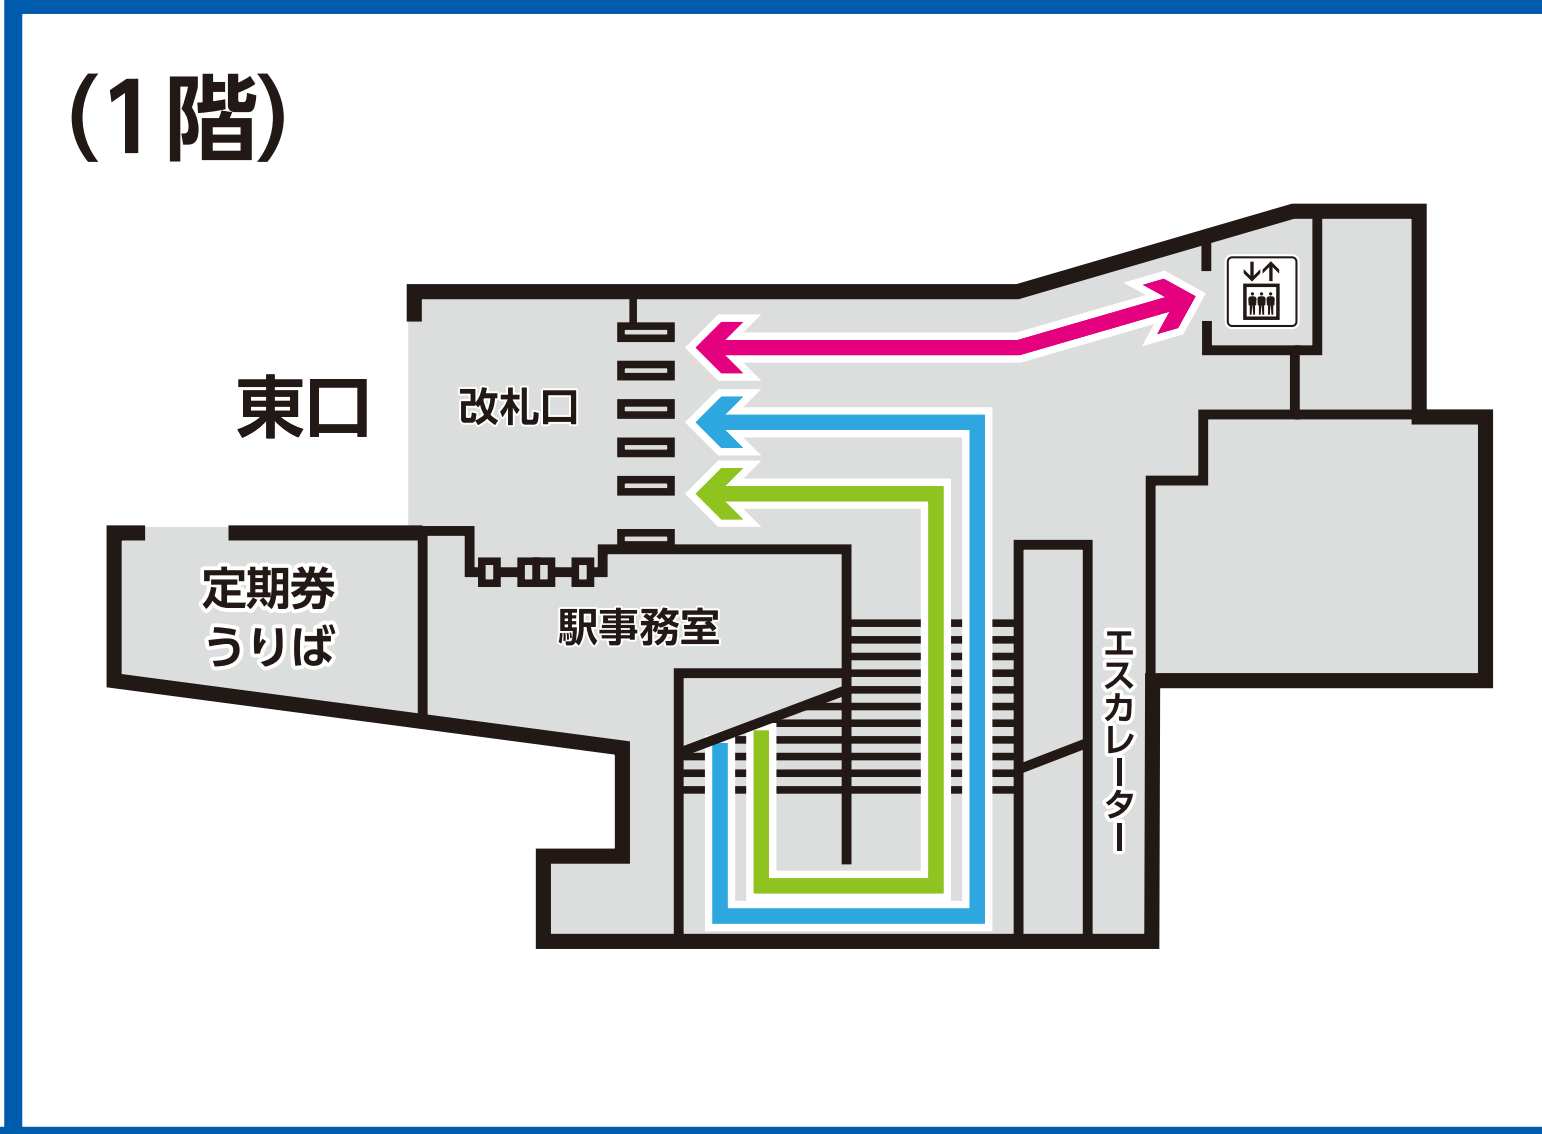 （1階）
東口
改札口
定期券
うりば
駅事務室
エスカレーター